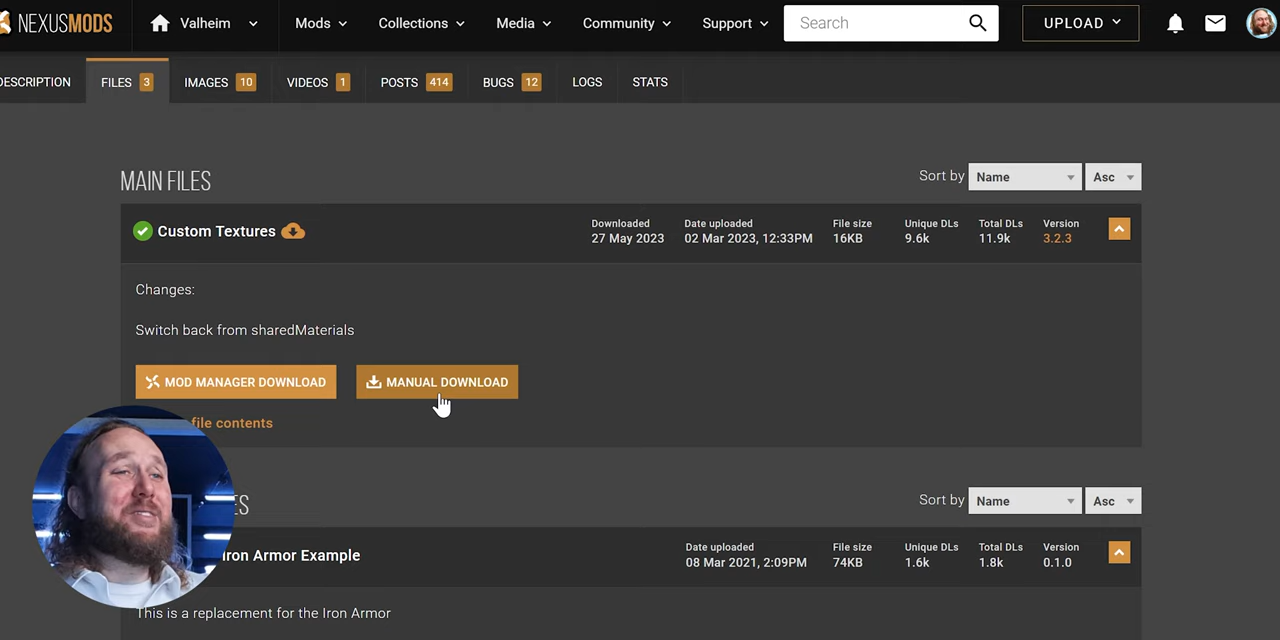 NEXUSMODS Valheim Mods Collections Media Community Support Search UPLOAD
DESCRIPTION FILES 3 IMAGES 10 VIDEOS 1 POSTS 414 BUGS 12 LOGS STATS
MAIN FILES Sort by Name Asc
Custom Textures
Downloaded Date uploaded File size Unique DLs Total DLs Version
27 May 2023 02 Mar 2023, 12:33PM 16KB 9.6k 11.9k 3.2.3
Changes:
Switch back from sharedMaterials
MOD MANAGER DOWNLOAD MANUAL DOWNLOAD
file contents
Sort by Name Asc
Iron Armor Example
Date uploaded File size Unique DLs Total DLs Version
08 Mar 2021, 2:09PM 74KB 1.6k 1.8k 0.1.0
This is a replacement for the Iron Armor